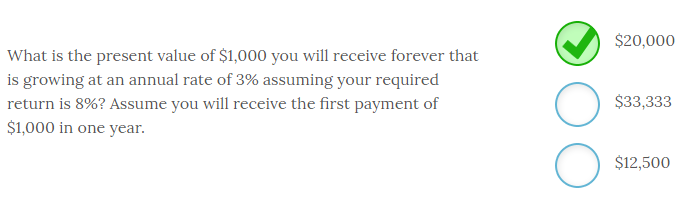 What is the present value of $1,000 you will receive forever that
is growing at an annual rate of 3% assuming your required
return is 8%? Assume you will receive the first payment of
$1,000 in one year.
$20,000
$33,333
$12,500